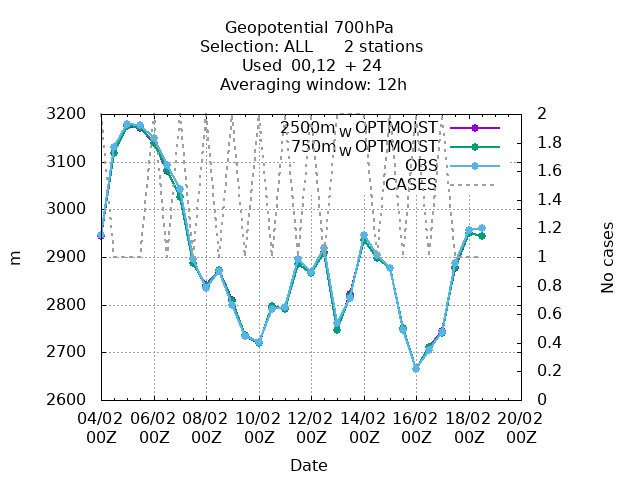 Geopotential 700hPa
Selection: ALL 2 stations
Used 00,12 + 24
Averaging window: 12h
3200
3100
3000
2900
2800
2700
2600
m
2
1.8
1.6
1.4
1.2
1
0.8
0.6
0.4
0.2
0
No cases
2500m_W OPTMOIST
750m_W OPTMOIST
OBS
CASES
04/02 06/02 08/02 10/02 12/02 14/02 16/02 18/02 20/02
00Z 00Z 00Z 00Z 00Z 00Z 00Z 00Z 00Z
Date